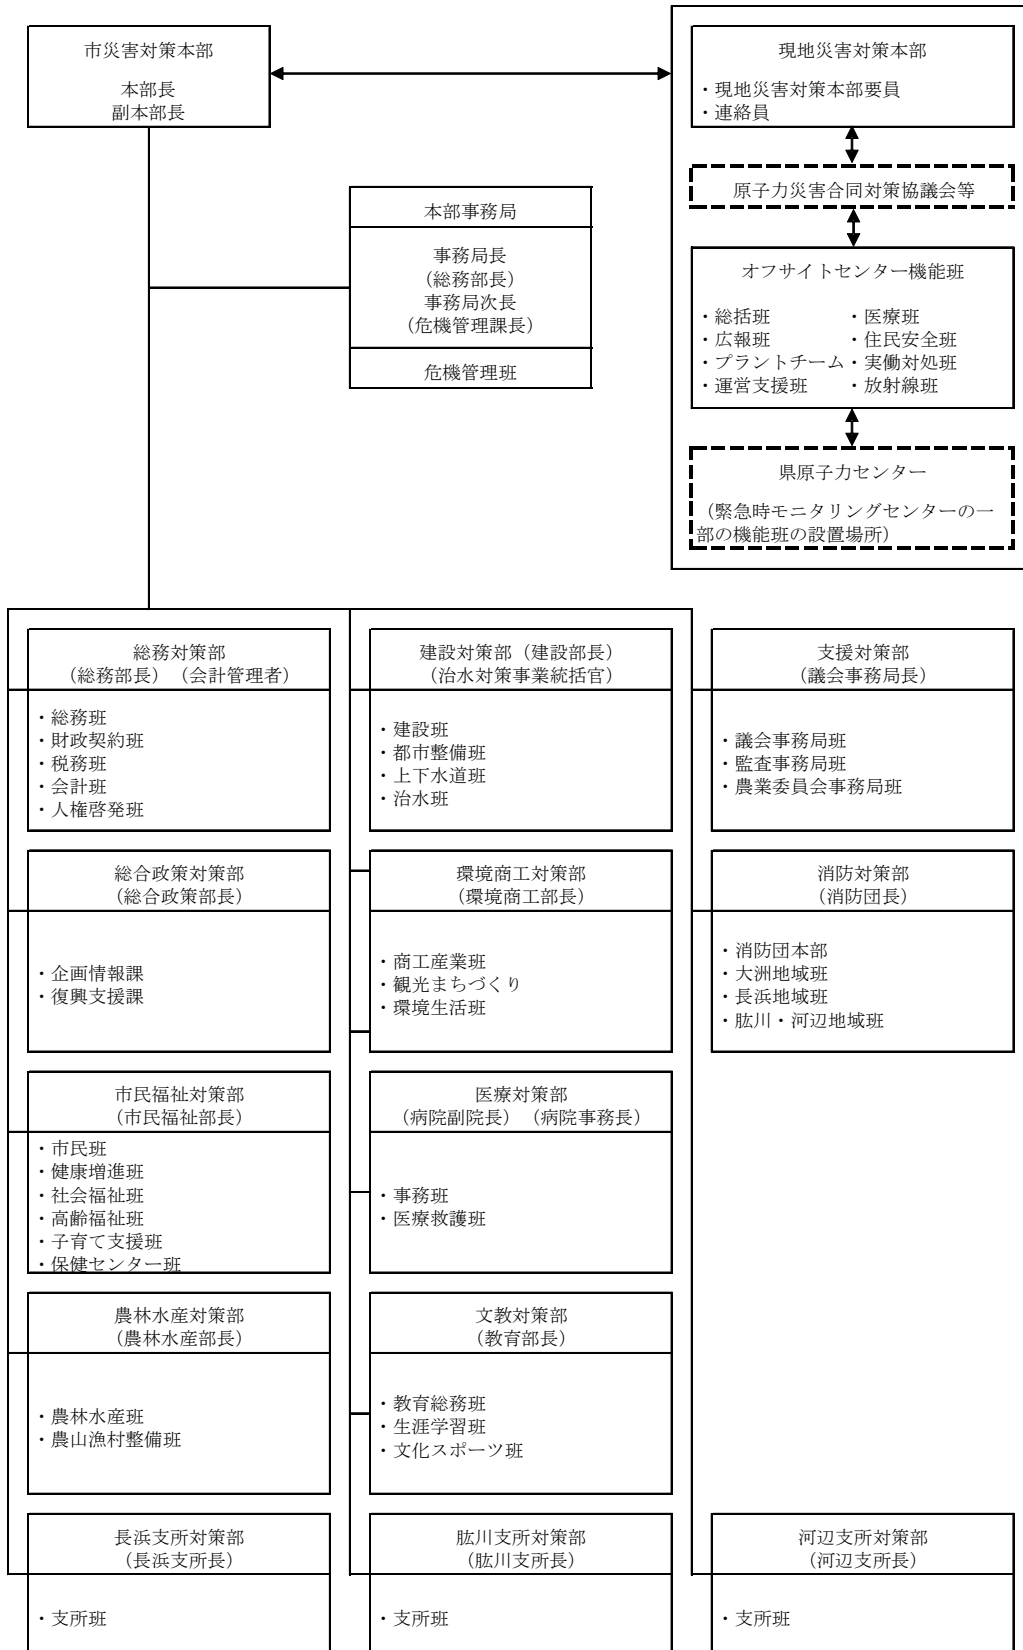 市災害対策本部
本部長
副本部長
現地災害対策本部
・現地災害対策本部要員
・連絡員
原子力災害合同対策協議会等
本部事務局
事務局長
(総務部長)
事務局次長
(危機管理課長)
危機管理班
オフサイトセンター機能班
・総括班 ・医療班
・広報班 ・住民安全班
・プラントチーム ・実働対処班
・運営支援班 ・放射線班
県原子力センター
(緊急時モニタリングセンターの一
部の機能班の設置場所)
総務対策部
(総務部長) (会計管理者)
・総務班
・財政契約班
・税務班
・会計班
・人権啓発班
建設対策部(建設部長)
(治水対策事業統括官)
・建設班
・都市整備班
・上下水道班
・治水班
支援対策部
(議会事務局長)
・議会事務局班
・監査事務局班
・農業委員会事務局班
総合政策対策部
(総合政策部長)
・企画情報課
・復興支援課
環境商工対策部
(環境商工部長)
・商工産業班
・観光まちづくり
・環境生活班
消防対策部
(消防団長)
・消防団本部
・大洲地域班
・長浜地域班
・肱川・河辺地域班
市民福祉対策部
(市民福祉部長)
・市民班
・健康増進班
・社会福祉班
・高齢福祉班
・子育て支援班
・保健センター班
医療対策部
(病院副院長) (病院事務長)
・事務班
・医療救護班
農林水産対策部
(農林水産部長)
・農林水産班
・農山漁村整備班
文教対策部
(教育部長)
・教育総務班
・生涯学習班
・文化スポーツ班
長浜支所対策部
(長浜支所長)
・支所班
肱川支所対策部
(肱川支所長)
・支所班
河辺支所対策部
(河辺支所長)
・支所班